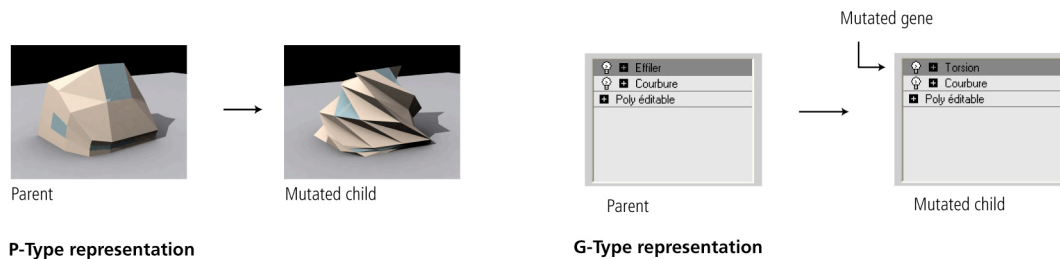 Mutated gene
Effiler
Courbure
Poly éditable
Torsion
Courbure
Poly éditable
Parent
Mutated child
Parent
Mutated child
P-Type representation
G-Type representation